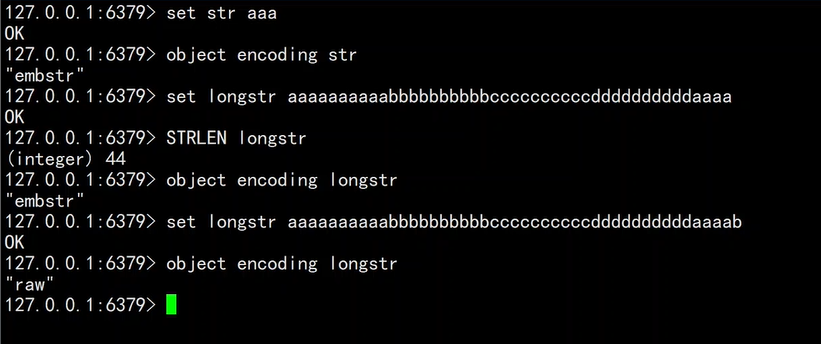 127.0.0.1:6379> set str aaa
OK
127.0.0.1:6379> object encoding str
"embstr"
127.0.0.1:6379> set longstr aaaaaaaaaabbbbbbbbbbccccccccccddddddddddaaaa
OK
127.0.0.1:6379> STRLEN longstr
(integer) 44
127.0.0.1:6379> object encoding longstr
"embstr"
127.0.0.1:6379> set longstr aaaaaaaaaabbbbbbbbbbccccccccccddddddddddaaaab
OK
127.0.0.1:6379> object encoding longstr
"raw"
127.0.0.1:6379>